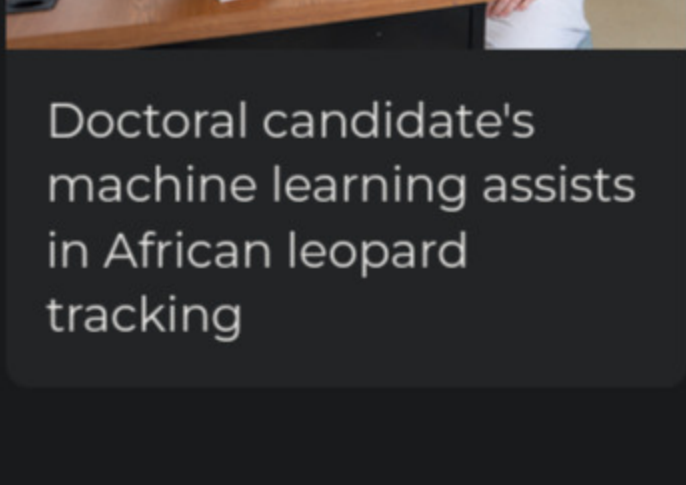 Doctoral candidate's
machine learning assists
in African leopard
tracking